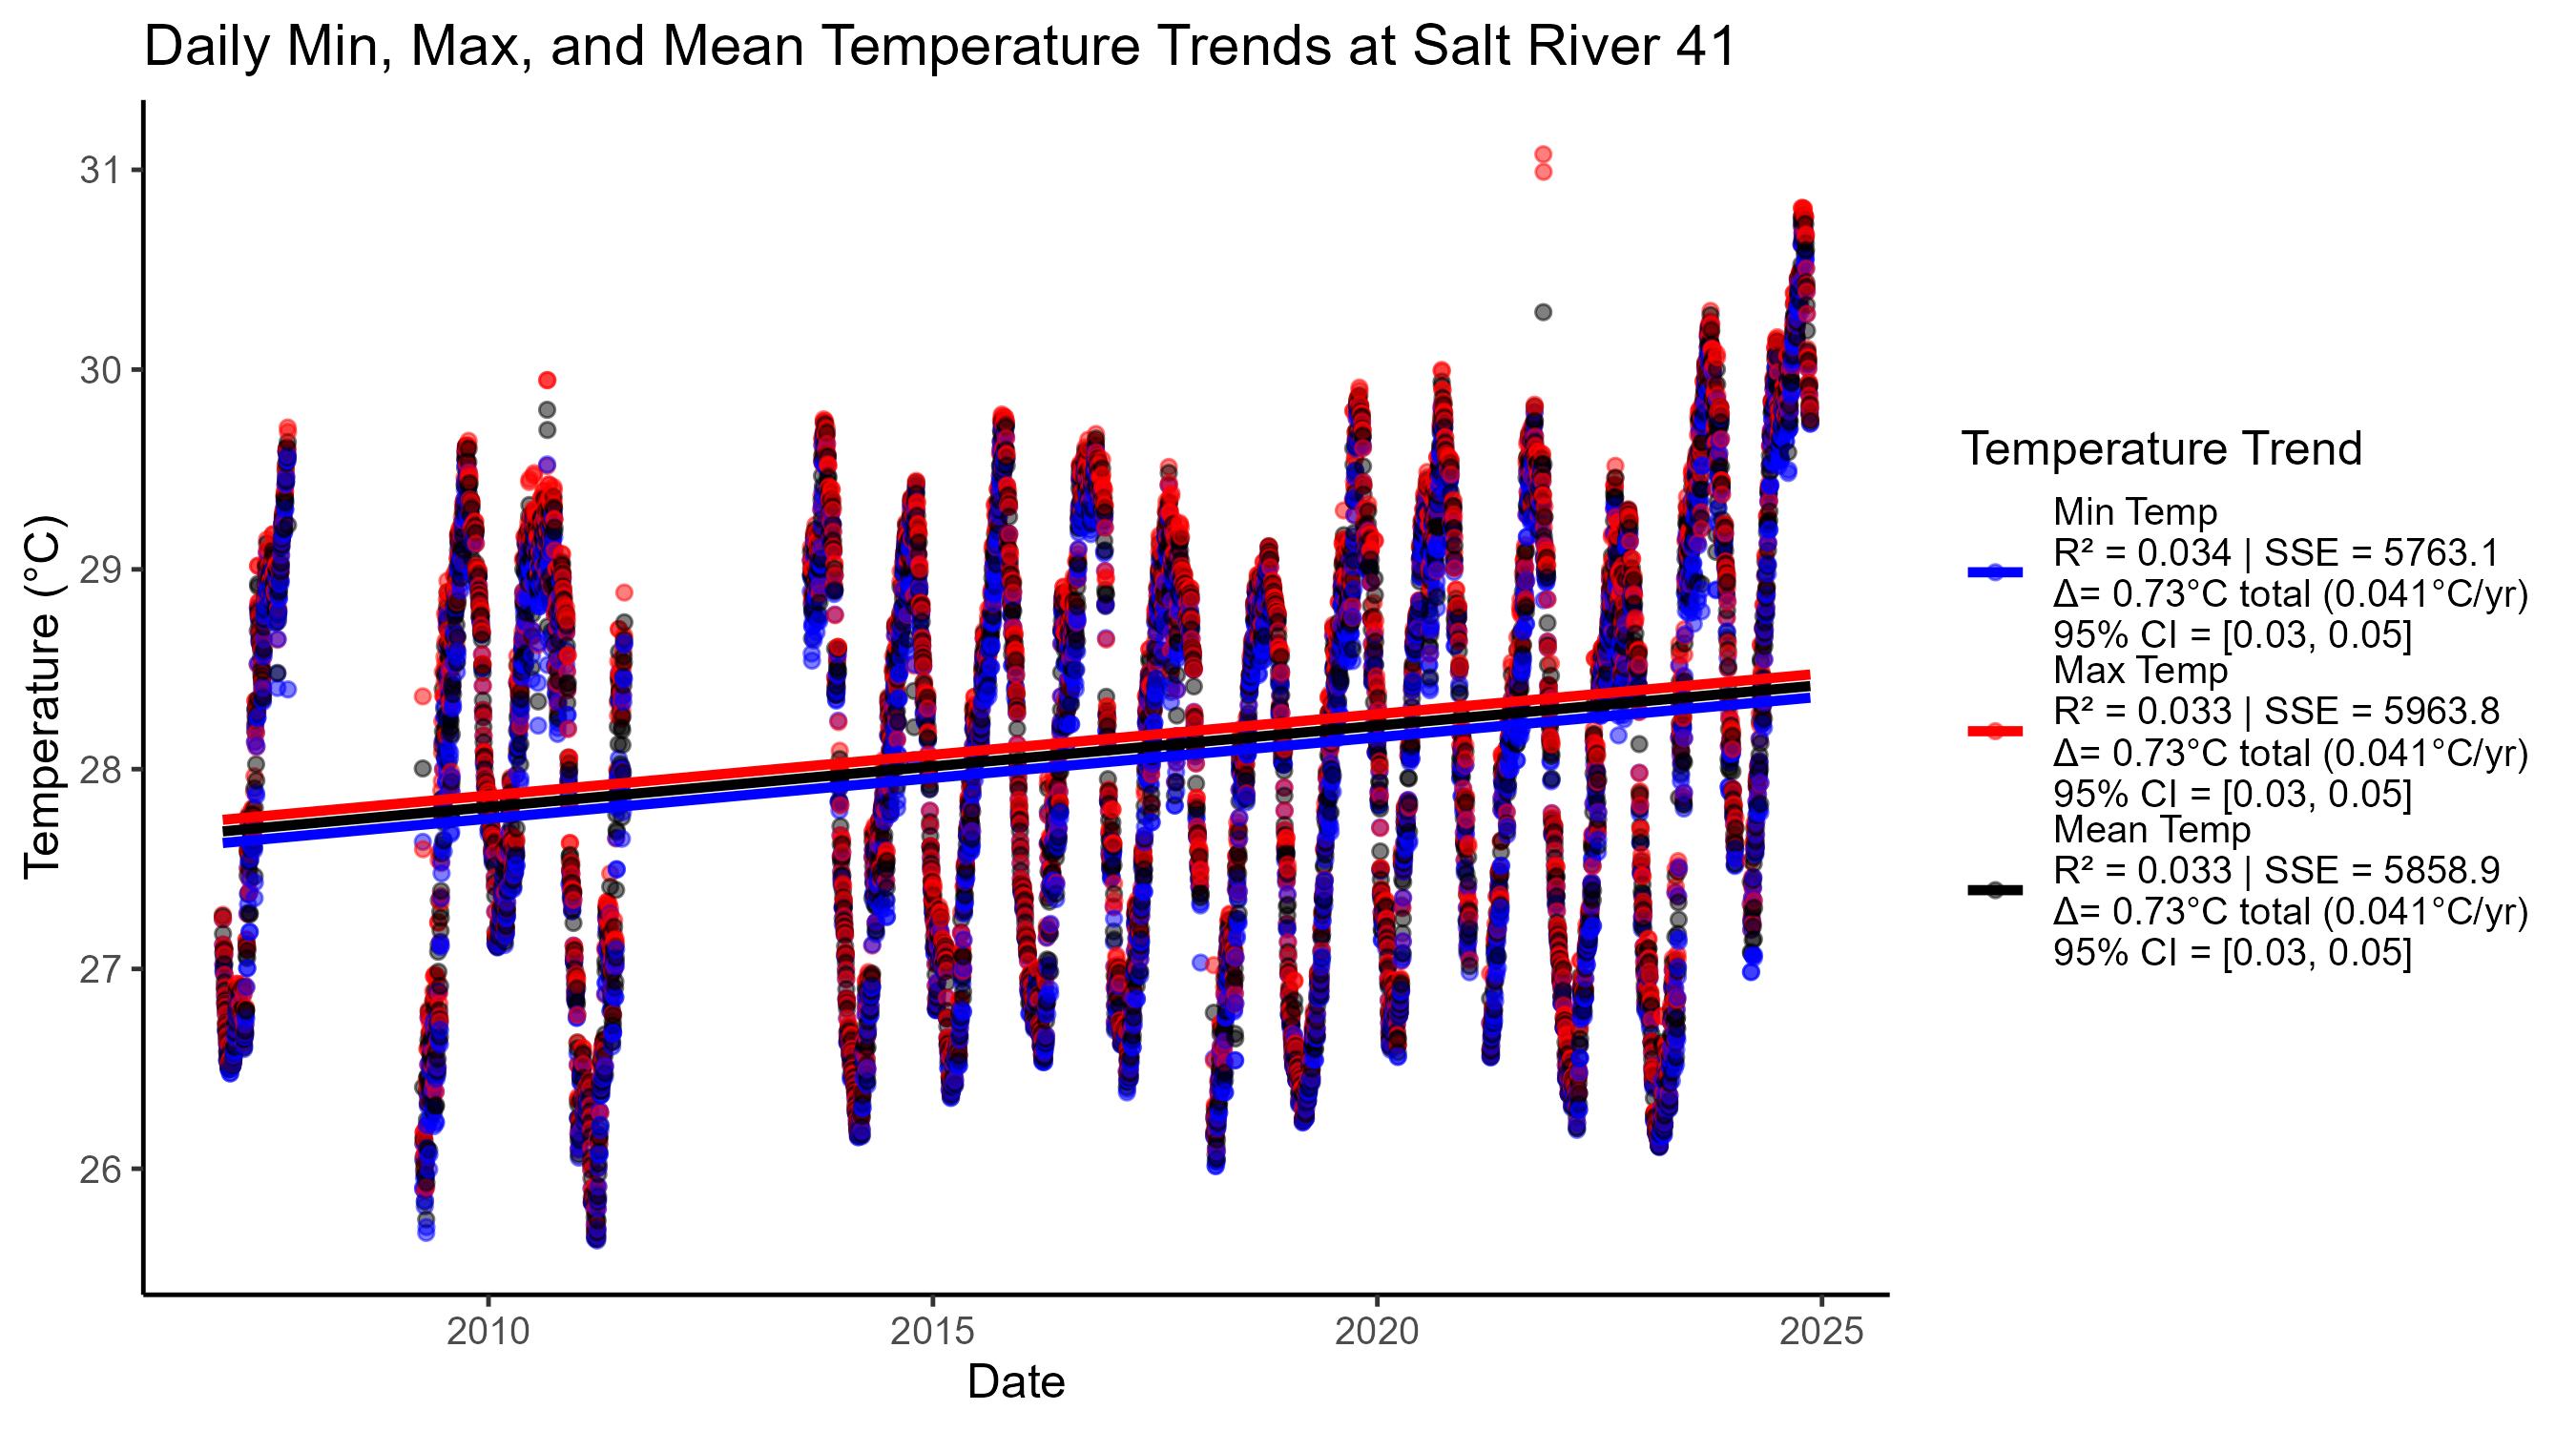 Daily Min, Max, and Mean Temperature Trends at Salt River 41
31
30
29
28
27
26
Temperature (°C)
2010
2015
2020
2025
Date
Temperature Trend
Min Temp
R² = 0.034 | SSE = 5763.1
Δ= 0.73°C total (0.041°C/yr)
95% CI = [0.03, 0.05]
Max Temp
R² = 0.033 | SSE = 5963.8
Δ= 0.73°C total (0.041°C/yr)
95% CI = [0.03, 0.05]
Mean Temp
R² = 0.033 | SSE = 5858.9
Δ= 0.73°C total (0.041°C/yr)
95% CI = [0.03, 0.05]